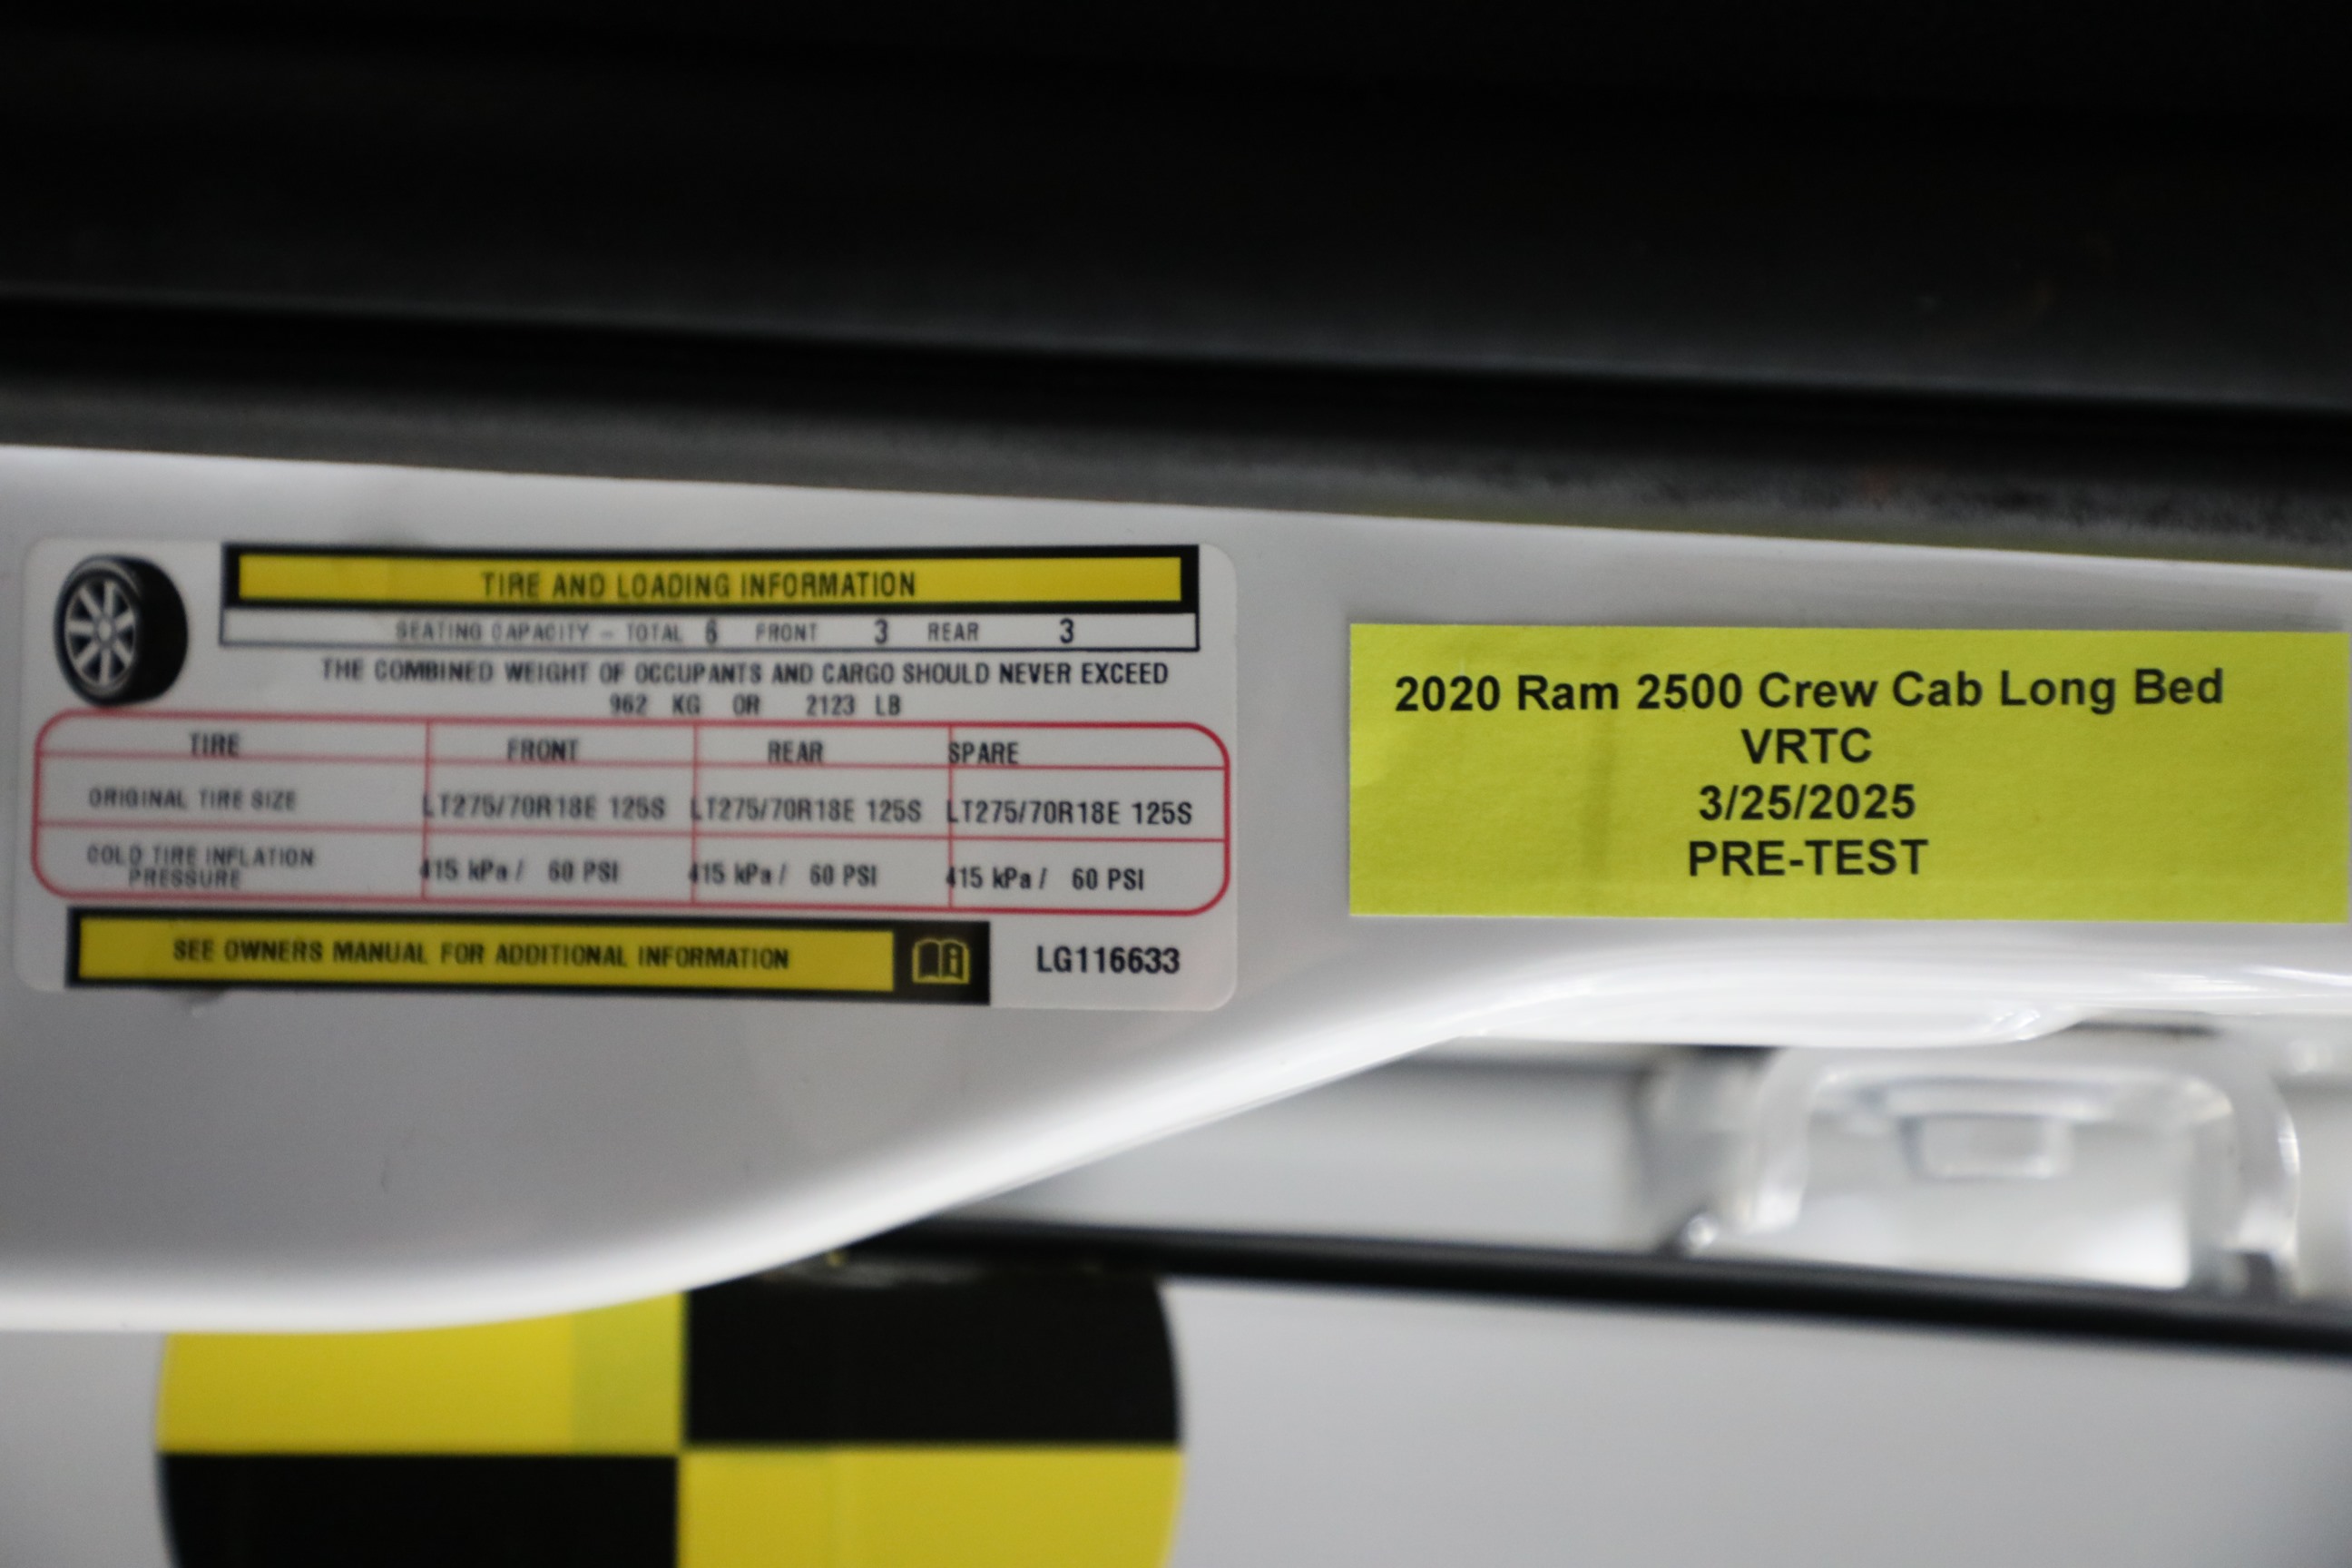 TIRE AND LOADING INFORMATION
SEATING CAPACITY – TOTAL 6 FRONT 3 REAR 3
THE COMBINED WEIGHT OF OCCUPANTS AND CARGO SHOULD NEVER EXCEED
962 KG OR 2123 LB
TIRE FRONT REAR SPARE
ORIGINAL TIRE SIZE LT275/70R18E 125S LT275/70R18E 125S LT275/70R18E 125S
COLD TIRE INFLATION
PRESSURE 415 kPa / 60 PSI 415 kPa / 60 PSI 415 kPa / 60 PSI
SEE OWNERS MANUAL FOR ADDITIONAL INFORMATION
LG116633
2020 Ram 2500 Crew Cab Long Bed
VRTC
3/25/2025
PRE-TEST